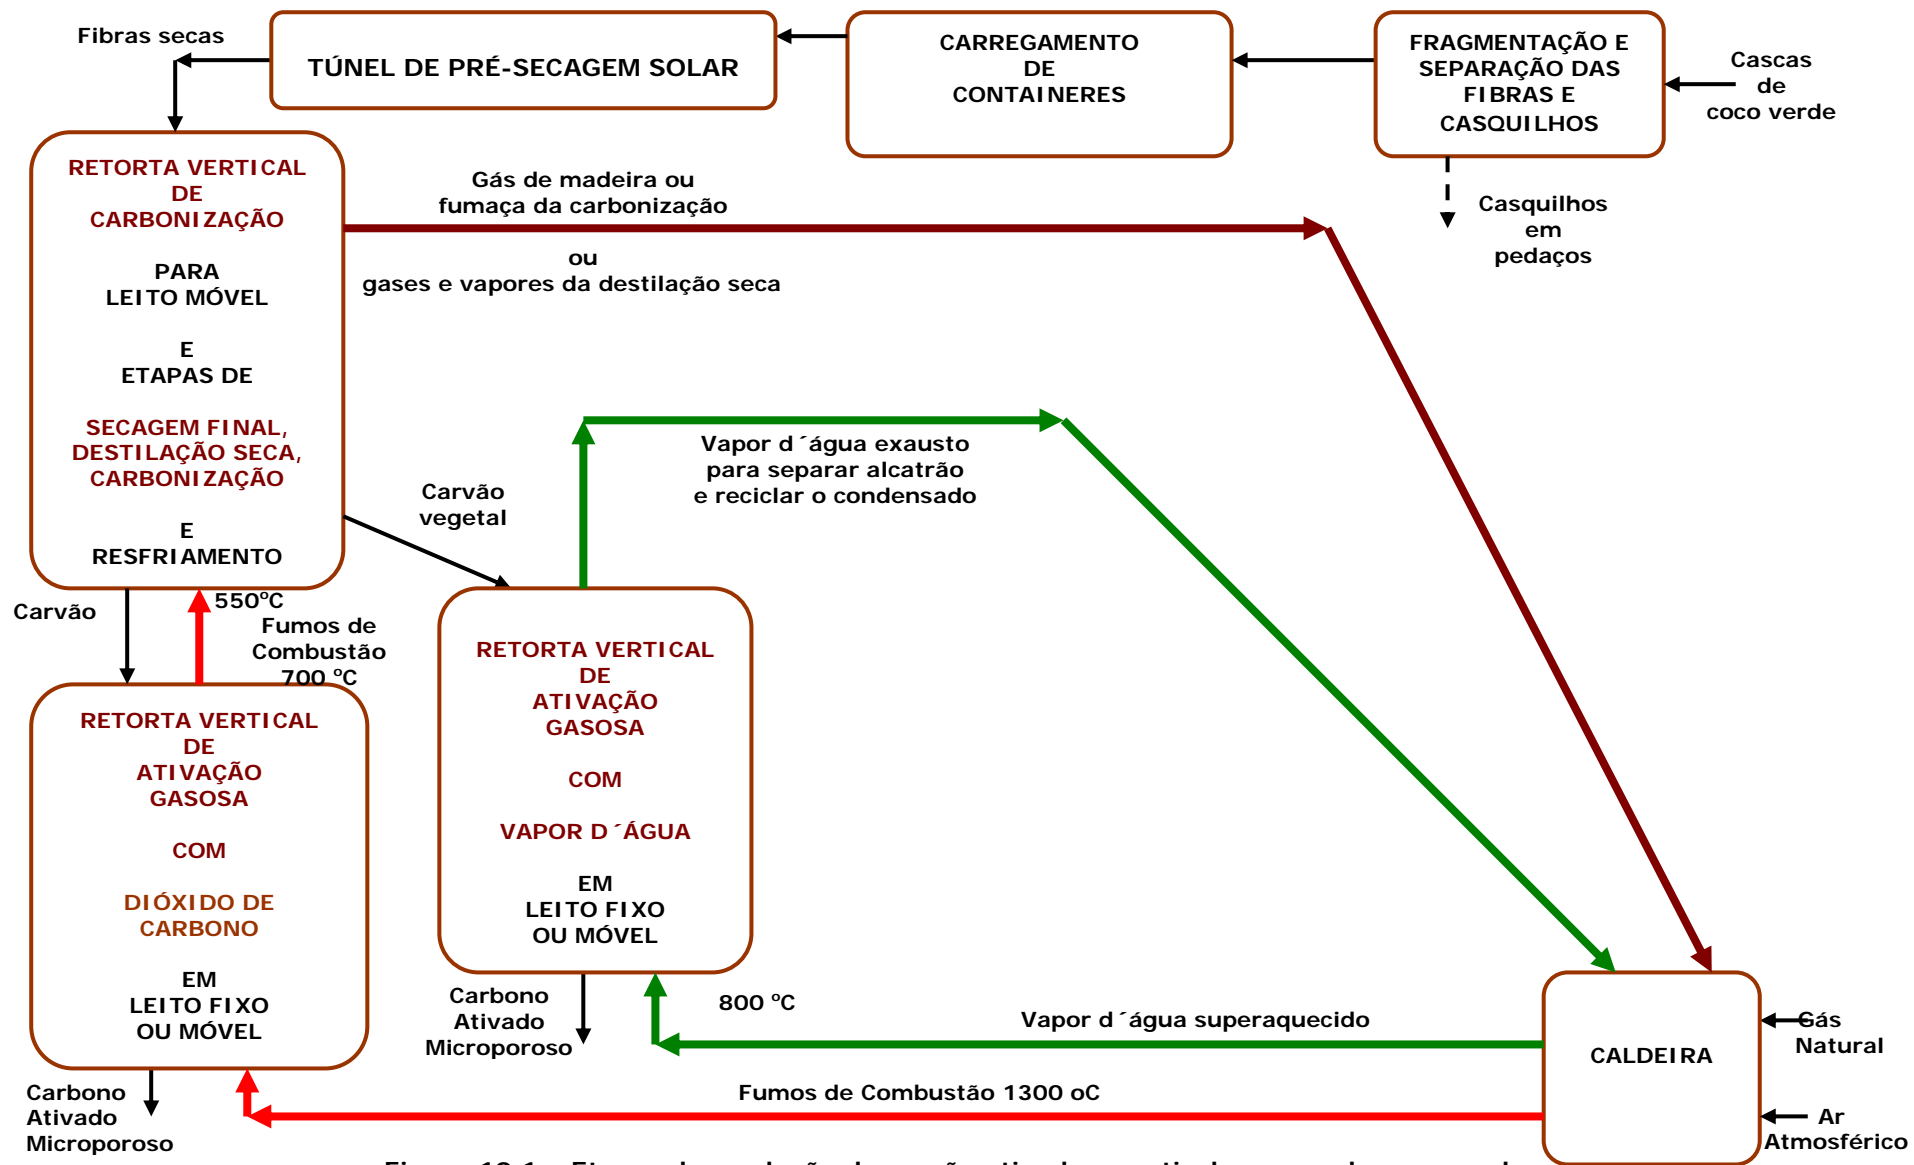 Fibras secas
TÚNEL DE PRÉ-SECAGEM SOLAR
CARREGAMENTO
DE
CONTAINERES
FRAGMENTAÇÃO E
SEPARAÇÃO DAS
FIBRAS E
CASQUILHOS
Cascas
de
coco verde
RETORTA VERTICAL
DE
CARBONIZAÇÃO
PARA
LEITO MÓVEL
E
ETAPAS DE
SECAGEM FINAL,
DESTILAÇÃO SECA,
CARBONIZAÇÃO
E
RESFRIAMENTO
Gás de madeira ou
fumaça da carbonização
ou
gases e vapores da destilação seca
Casquilhos
em
pedaços
Vapor d´água exausto
para separar alcatrão
e reciclar o condensado
Carvão
vegetal
Carvão
550ºC
Fumos de
Combustão
700 ºC
RETORTA VERTICAL
DE
ATIVAÇÃO
GASOSA
COM
DIÓXIDO DE
CARBONO
EM
LEITO FIXO
OU MÓVEL
RETORTA VERTICAL
DE
ATIVAÇÃO
GASOSA
COM
VAPOR D´ÁGUA
EM
LEITO FIXO
OU MÓVEL
Carbono
Ativado
Microporoso
800 ºC
Vapor d´água superaquecido
CALDEIRA
Gás
Natural
Fumos de Combustão 1300 oC
Ar
Atmosférico
Carbono
Ativado
Microporoso